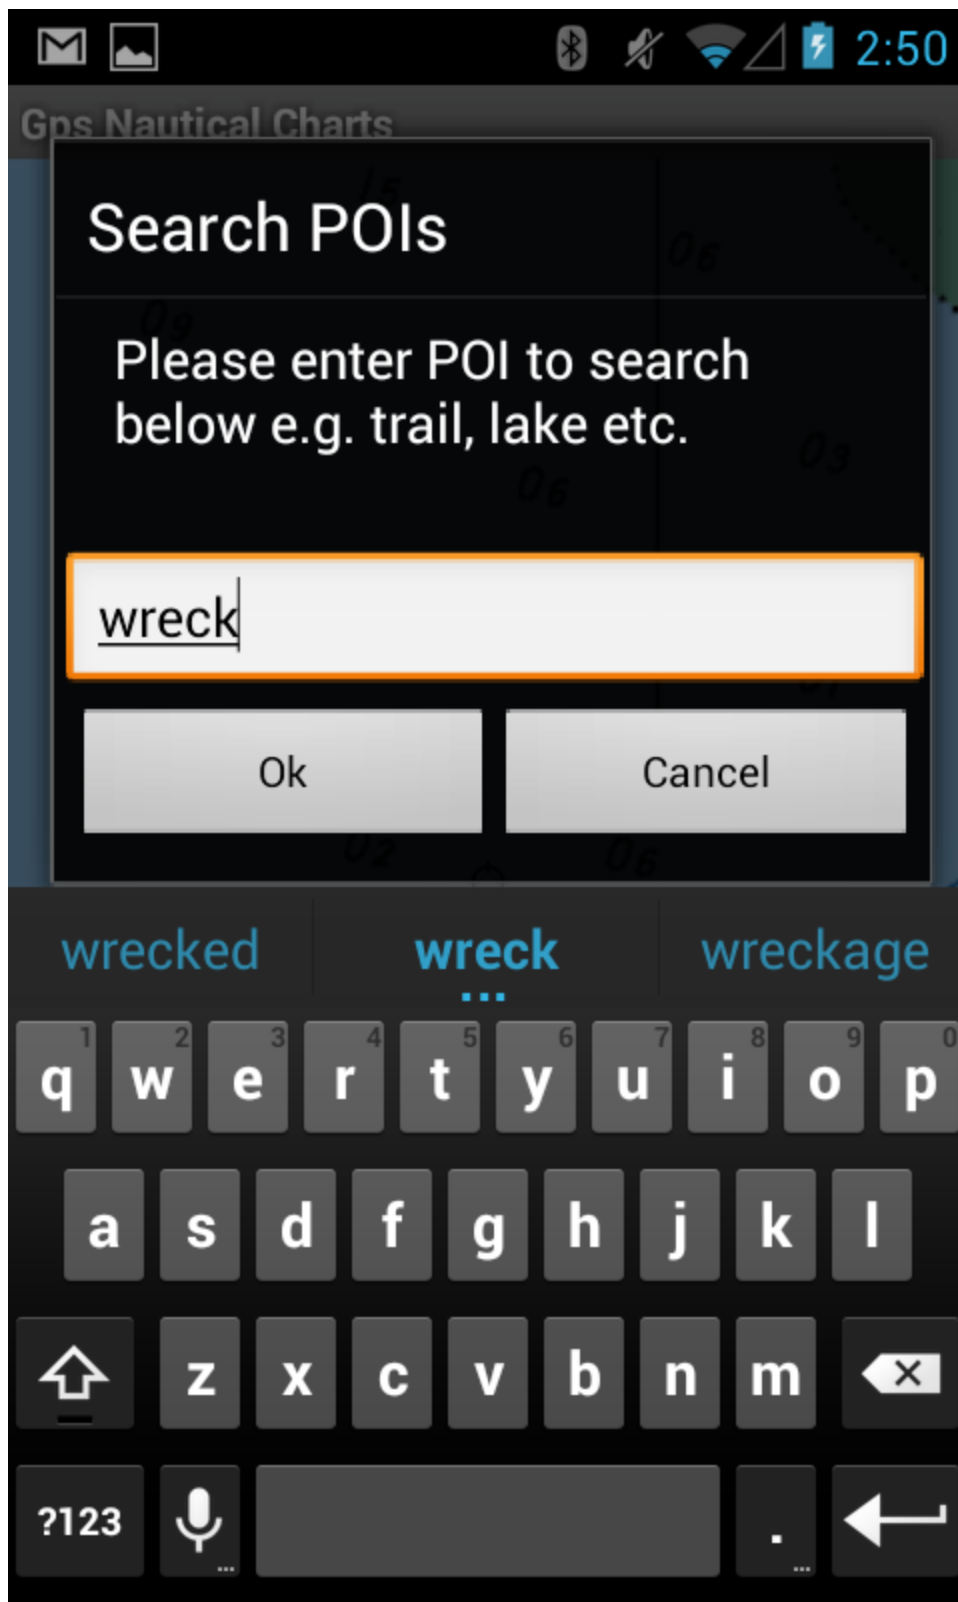 2:50
Gps Nautical Charts
Search POIs
Please enter POI to search
below e.g. trail, lake etc.
wreck
Ok Cancel
wrecked wreck wreckage
1 2 3 4 5 6 7 8 9 0
q w e r t y u i o p
a s d f g h j k l
z x c v b n m
?123 .